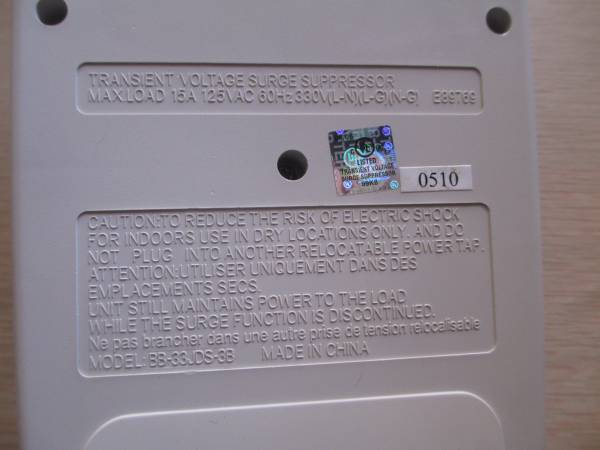 TRANSIENT VOLTAGE SURGE SUPPRESSOR
MAX.LOAD 15A 125VAC 60Hz 330V(L-N)(L-G)(N-G) E89789
LISTED
TRANSIENT VOLTAGE
SURGE SUPPRESSOR
99K9
0510
CAUTION:TO REDUCE THE RISK OF ELECTRIC SHOCK
FOR INDOORS USE IN DRY LOCATIONS ONLY. AND DO
NOT PLUG INTO ANOTHER RELOCATABLE POWER TAP.
ATTENTION:UTILISER UNIQUEMENT DANS DES
EMPLACEMENTS SECS.
UNIT STILL MAINTAINS POWER TO THE LOAD
WHILE THE SURGE FUNCTION IS DISCONTINUED.
Ne pas brancher dans une autre prise de tension relocalisable
MODEL: BB-33JDS-3B MADE IN CHINA